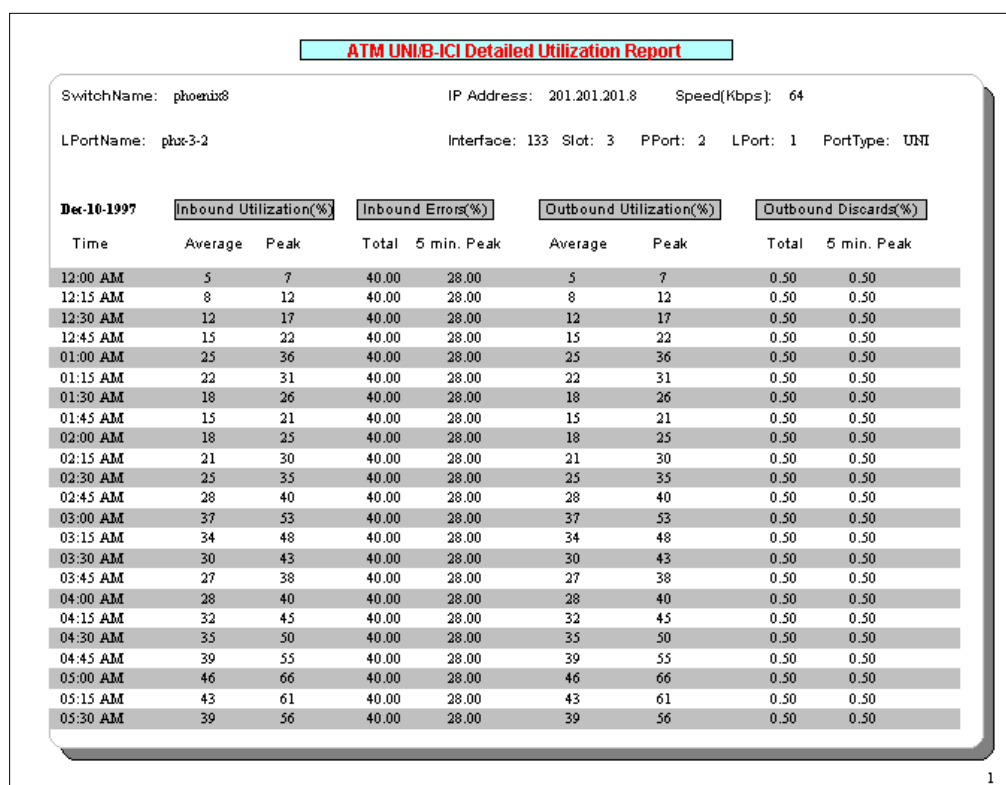 ATM UNI/B-ICI Detailed Utilization Report
SwitchName: phoenix8 IP Address: 201.201.201.8 Speed(Kbps): 64
LPortName: phx-3-2 Interface: 133 Slot: 3 PPort: 2 LPort: 1 PortType: UNI
Dec-10-1997 Inbound Utilization(%) Inbound Errors(%) Outbound Utilization(%) Outbound Discards(%)
Time Average Peak Total 5 min. Peak Average Peak Total 5 min. Peak
12:00 AM 5 7 40.00 28.00 5 7 0.50 0.50
12:15 AM 8 12 40.00 28.00 8 12 0.50 0.50
12:30 AM 12 17 40.00 28.00 12 17 0.50 0.50
12:45 AM 15 22 40.00 28.00 15 22 0.50 0.50
01:00 AM 25 36 40.00 28.00 25 36 0.50 0.50
01:15 AM 22 31 40.00 28.00 22 31 0.50 0.50
01:30 AM 18 26 40.00 28.00 18 26 0.50 0.50
01:45 AM 15 21 40.00 28.00 15 21 0.50 0.50
02:00 AM 18 25 40.00 28.00 18 25 0.50 0.50
02:15 AM 21 30 40.00 28.00 21 30 0.50 0.50
02:30 AM 25 35 40.00 28.00 25 35 0.50 0.50
02:45 AM 28 40 40.00 28.00 28 40 0.50 0.50
03:00 AM 37 53 40.00 28.00 37 53 0.50 0.50
03:15 AM 34 48 40.00 28.00 34 48 0.50 0.50
03:30 AM 30 43 40.00 28.00 30 43 0.50 0.50
03:45 AM 27 38 40.00 28.00 27 38 0.50 0.50
04:00 AM 28 40 40.00 28.00 28 40 0.50 0.50
04:15 AM 32 45 40.00 28.00 32 45 0.50 0.50
04:30 AM 35 50 40.00 28.00 35 50 0.50 0.50
04:45 AM 39 55 40.00 28.00 39 55 0.50 0.50
05:00 AM 46 66 40.00 28.00 46 66 0.50 0.50
05:15 AM 43 61 40.00 28.00 43 61 0.50 0.50
05:30 AM 39 56 40.00 28.00 39 56 0.50 0.50
1